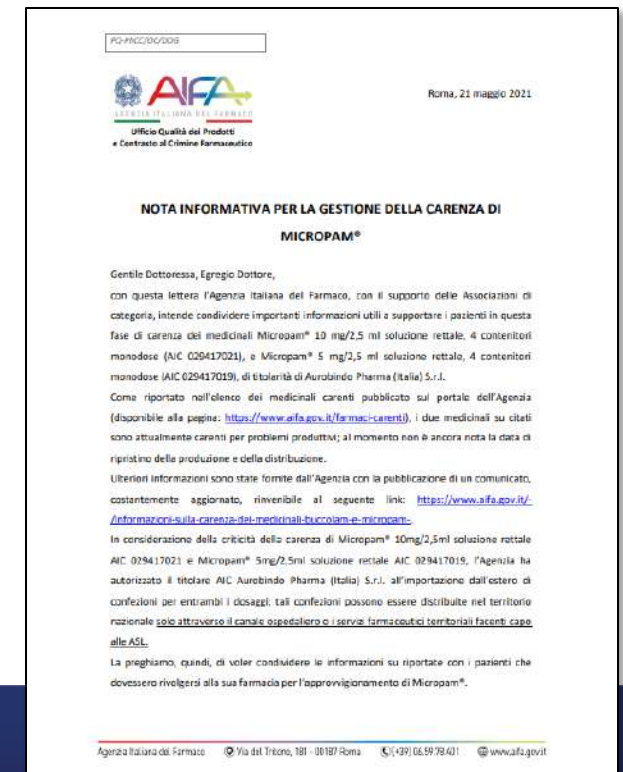 PQ-PhCC/OC/DDG
AIFA
AGENZIA ITALIANA DEL FARMACO
Ufficio Qualità dei Prodotti
e Contrasto al Crimine Farmaceutico
Roma, 21 maggio 2021
NOTA INFORMATIVA PER LA GESTIONE DELLA CARENZA DI
MICROPAM®
Gentile Dottoressa, Egregio Dottore,
con questa lettera l'Agenzia Italiana del Farmaco, con il supporto delle Associazioni di
categoria, intende condividere importanti informazioni utili a supportare i pazienti in questa
fase di carenza dei medicinali Micropam® 10 mg/2,5 ml soluzione rettale, 4 contenitori
monodose (AIC 029417021), e Micropam® 5 mg/2,5 ml soluzione rettale, 4 contenitori
monodose (AIC 029417019), di titolarità di Aurobindo Pharma (Italia) S.r.l.
Come riportato nell'elenco dei medicinali carenti pubblicato sul portale dell'Agenzia
(disponibile alla pagina: https://www.aifa.gov.it/farmaci-carenti), i due medicinali su citati
sono attualmente carenti per problemi produttivi; al momento non è ancora nota la data di
ripristino della produzione e della distribuzione.
Ulteriori informazioni sono state fornite dall'Agenzia con la pubblicazione di un comunicato,
costantemente aggiornato, rinvenibile al seguente link: https://www.aifa.gov.it/-
/informazioni-sulla-carenza-dei-medicinali-buccolam-e-micropam-.
In considerazione della criticità della carenza di Micropam® 10mg/2,5ml soluzione rettale
AIC 029417021 e Micropam® 5mg/2.5ml soluzione rettale AIC 029417019, l'Agenzia ha
autorizzato il titolare AIC Aurobindo Pharma (Italia) S.r.l. all'importazione dall'estero di
confezioni per entrambi i dosaggi; tali confezioni possono essere distribuite nel territorio
nazionale solo attraverso il canale ospedaliero o i servizi farmaceutici territoriali facenti capo
alle ASL.
La preghiamo, quindi, di voler condividere le informazioni su riportate con i pazienti che
dovessero rivolgersi alla sua farmacia per l'approvvigionamento di Micropam®.
Agenzia Italiana del Farmaco Via del Tritone, 181 - 00187 Roma (+39) 06.59.78.401 www.aifa.gov.it